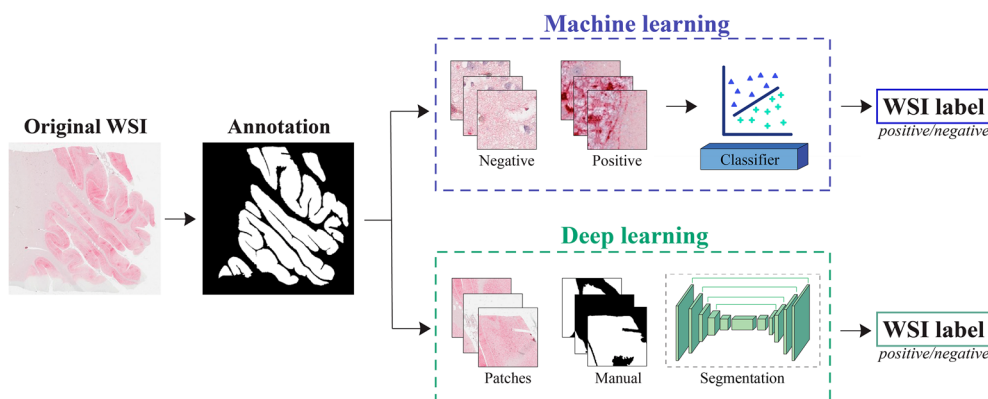 Machine learning
Original WSI
Annotation
Negative
Positive
Classifier
WSI label
positive/negative
Deep learning
Patches
Manual
Segmentation
WSI label
positive/negative